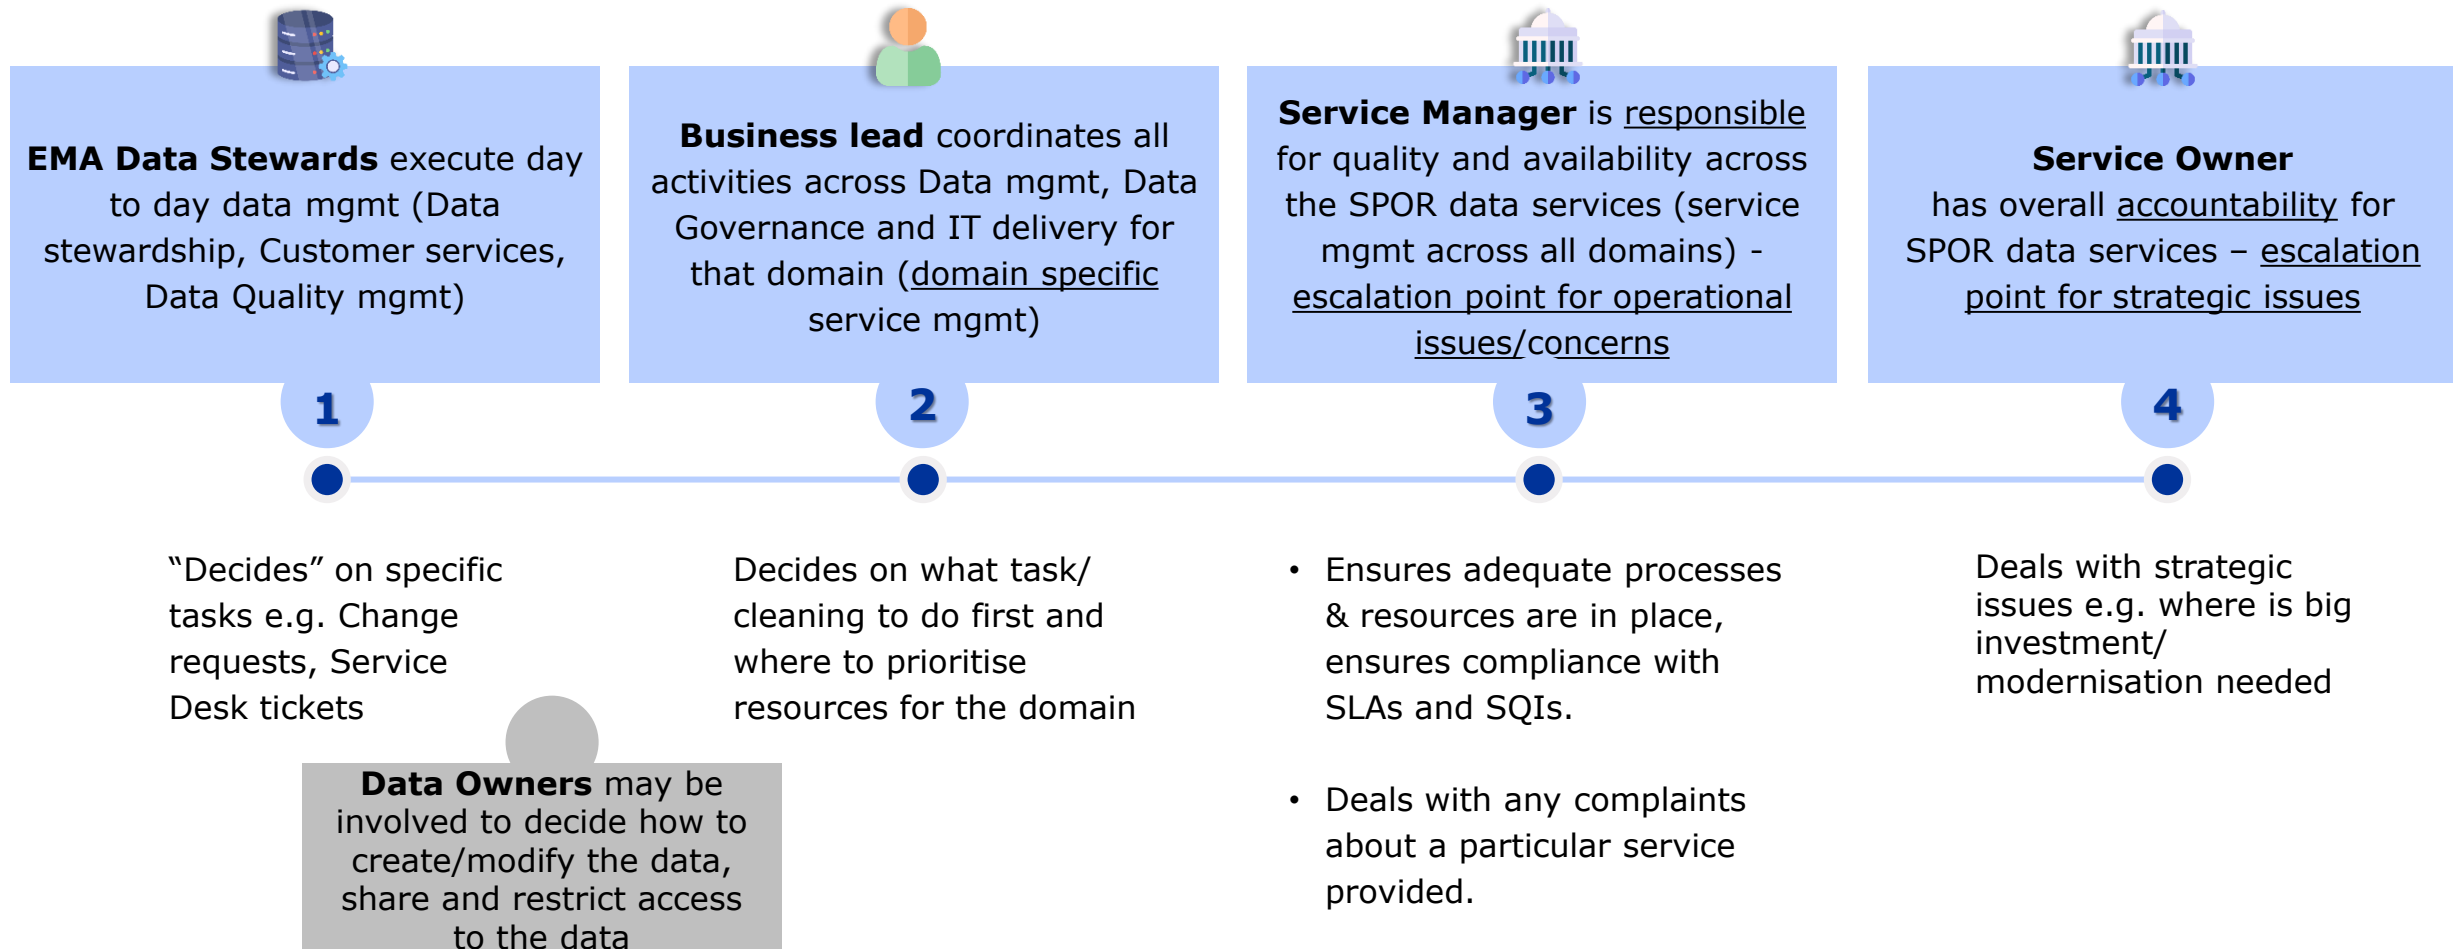 EMA Data Stewards execute day
to day data mgmt (Data
stewardship, Customer services,
Data Quality mgmt)
1
"Decides" on specific
tasks e.g. Change
requests, Service
Desk tickets
Data Owners may be
involved to decide how to
create/modify the data,
share and restrict access
to the data
Business lead coordinates all
activities across Data mgmt, Data
Governance and IT delivery for
that domain (domain specific
service mgmt)
2
Decides on what task/
cleaning to do first and
where to prioritise
resources for the domain
Service Manager is responsible
for quality and availability across
the SPOR data services (service
mgmt across all domains) -
escalation point for operational
issues/concerns
3
• Ensures adequate processes
& resources are in place,
ensures compliance with
SLAs and SQIs.
• Deals with any complaints
about a particular service
provided.
Service Owner
has overall accountability for
SPOR data services – escalation
point for strategic issues
4
Deals with strategic
issues e.g. where is big
investment/
modernisation needed